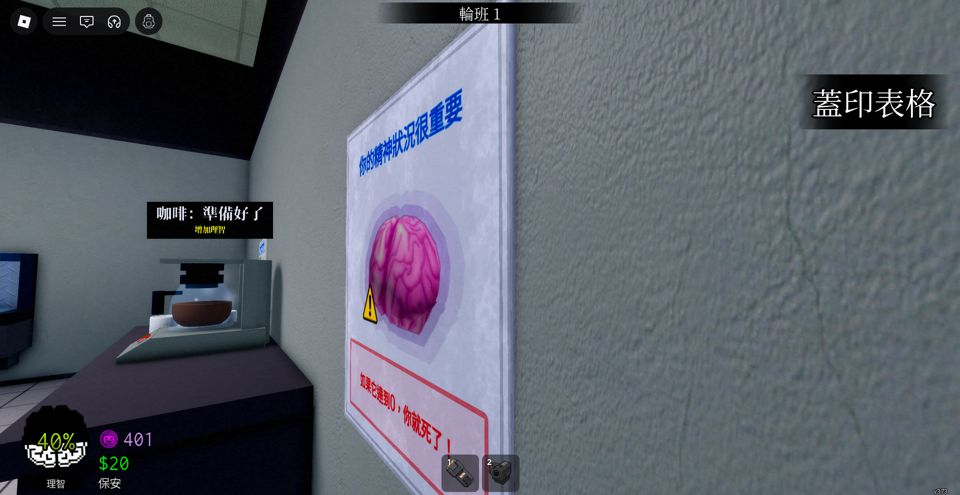 輪班 1
蓋印表格
你的精神狀況很重要
咖啡: 準備好了
增加理智
如果它達到0，你就死了！
40%
401
$20
理智
保安
1
2